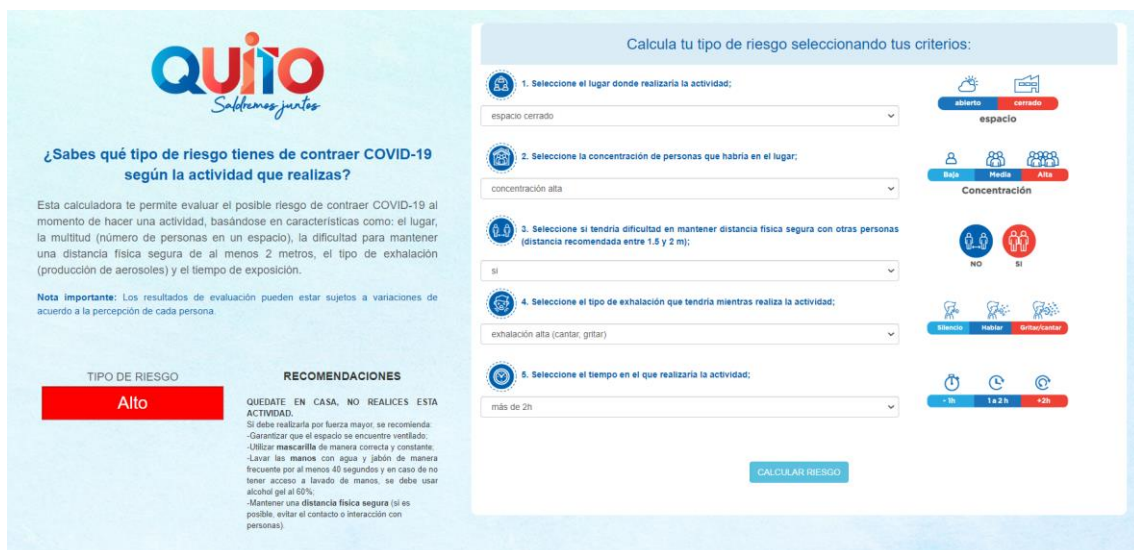 QUITO
Saldremos juntos
¿Sabes qué tipo de riesgo tienes de contraer COVID-19
según la actividad que realizas?
Esta calculadora te permite evaluar el posible riesgo de contraer COVID-19 al
momento de hacer una actividad, basándose en características como: el lugar,
la multitud (número de personas en un espacio), la dificultad para mantener
una distancia física segura de al menos 2 metros, el tipo de exhalación
(producción de aerosoles) y el tiempo de exposición.
Nota importante: Los resultados de evaluación pueden estar sujetos a variaciones de
acuerdo a la percepción de cada persona.
TIPO DE RIESGO
Alto
RECOMENDACIONES
QUEDATE EN CASA, NO REALICES ESTA
ACTIVIDAD.
Si debe realizarla por fuerza mayor, se recomienda:
-Garantizar que el espacio se encuentre ventilado;
-Utilizar mascarilla de manera correcta y constante;
-Lavar las manos con agua y jabón de manera
frecuente por al menos 40 segundos y en caso de no
tener acceso a lavado de manos, se debe usar
alcohol gel al 60%;
-Mantener una distancia física segura (si es
posible, evitar el contacto o interacción con
personas).
Calcula tu tipo de riesgo seleccionando tus criterios:
1. Seleccione el lugar donde realizaría la actividad;
espacio cerrado
abierto
cerrado
espacio
2. Seleccione la concentración de personas que habría en el lugar;
concentración alta
Baja
Media
Alta
Concentración
3. Seleccione si tendría dificultad en mantener distancia física segura con otras personas
(distancia recomendada entre 1.5 y 2 m);
si
NO
SI
4. Seleccione el tipo de exhalación que tendría mientras realiza la actividad;
exhalación alta (cantar, gritar)
Silencio
Hablar
Gritar/cantar
5. Seleccione el tiempo en el que realizaría la actividad;
más de 2h
- 1h
1 a 2 h
+2h
CALCULAR RIESGO